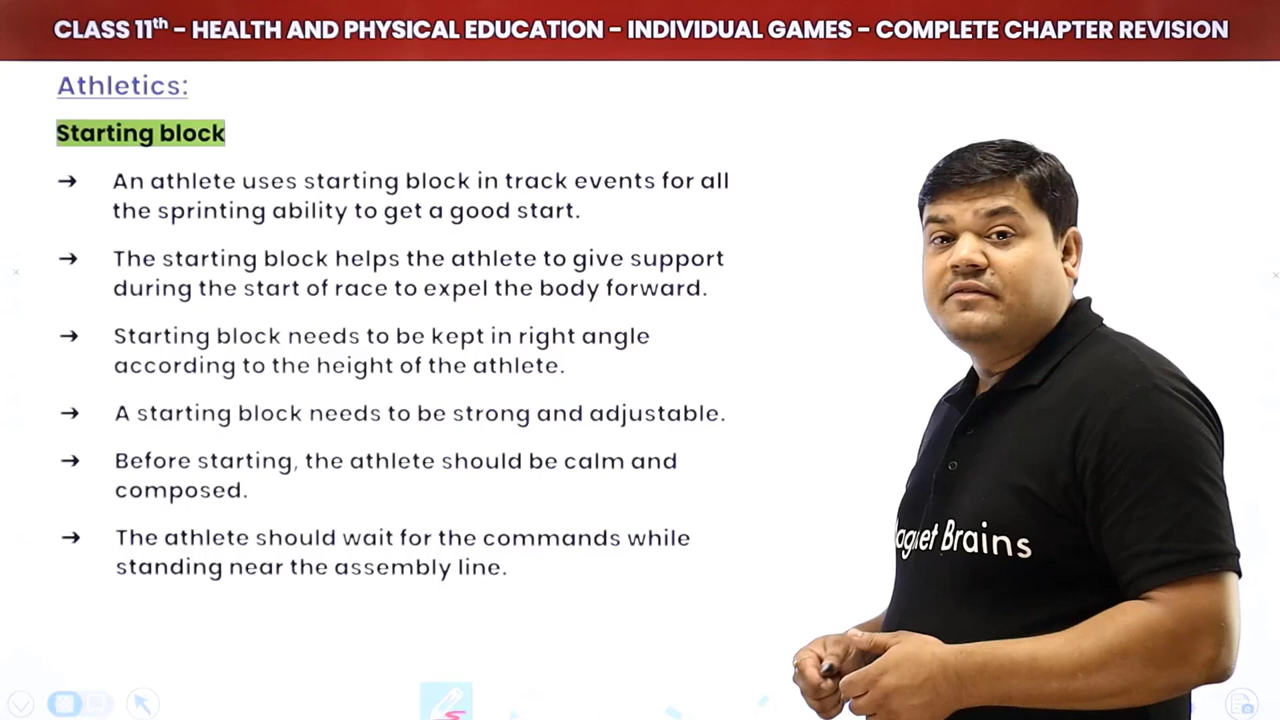 CLASS 11th – HEALTH AND PHYSICAL EDUCATION – INDIVIDUAL GAMES – COMPLETE CHAPTER REVISION
Athletics:
Starting block
→ An athlete uses starting block in track events for all
the sprinting ability to get a good start.
→ The starting block helps the athlete to give support
during the start of race to expel the body forward.
→ Starting block needs to be kept in right angle
according to the height of the athlete.
→ A starting block needs to be strong and adjustable.
→ Before starting, the athlete should be calm and
composed.
→ The athlete should wait for the commands while
standing near the assembly line.
Brains